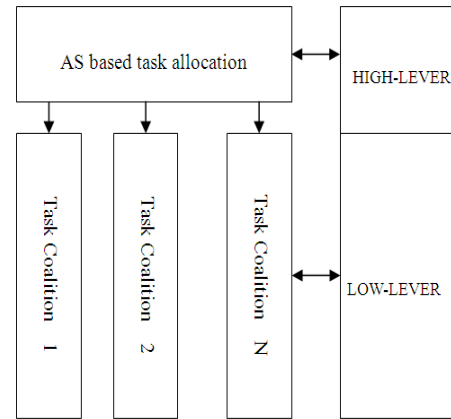 AS based task allocation
HIGH-LEVER
Task Coalition 1
Task Coalition 2
Task Coalition N
LOW-LEVER